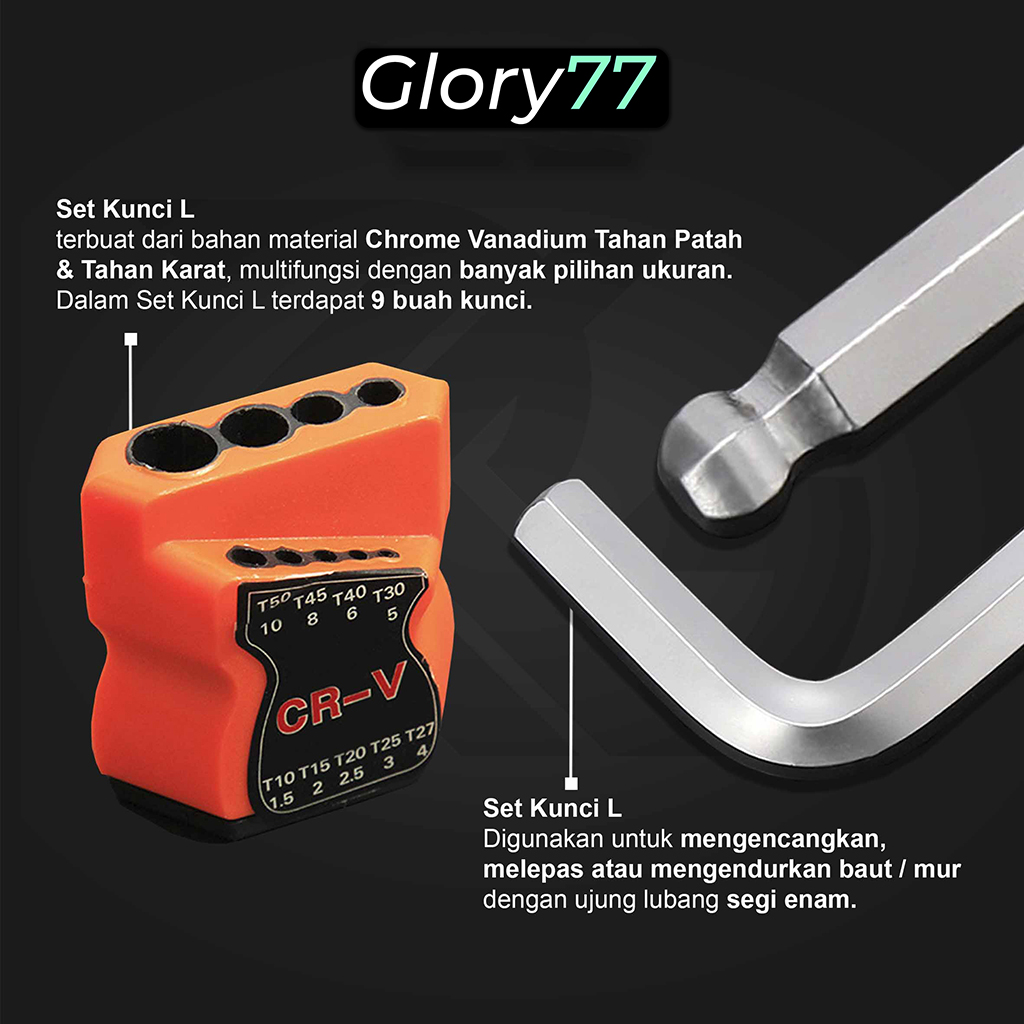 Glory77
Set Kunci L
terbuat dari bahan material Chrome Vanadium Tahan Patah
& Tahan Karat, multifungsi dengan banyak pilihan ukuran.
Dalam Set Kunci L terdapat 9 buah kunci.
T50 T45 T40 T30
10 8 6 5
CR-V
T10 T15 T20 T25 T27
1.5 2 2.5 3 4
Set Kunci L
Digunakan untuk mengencangkan,
melepas atau mengendurkan baut / mur
dengan ujung lubang segi enam.